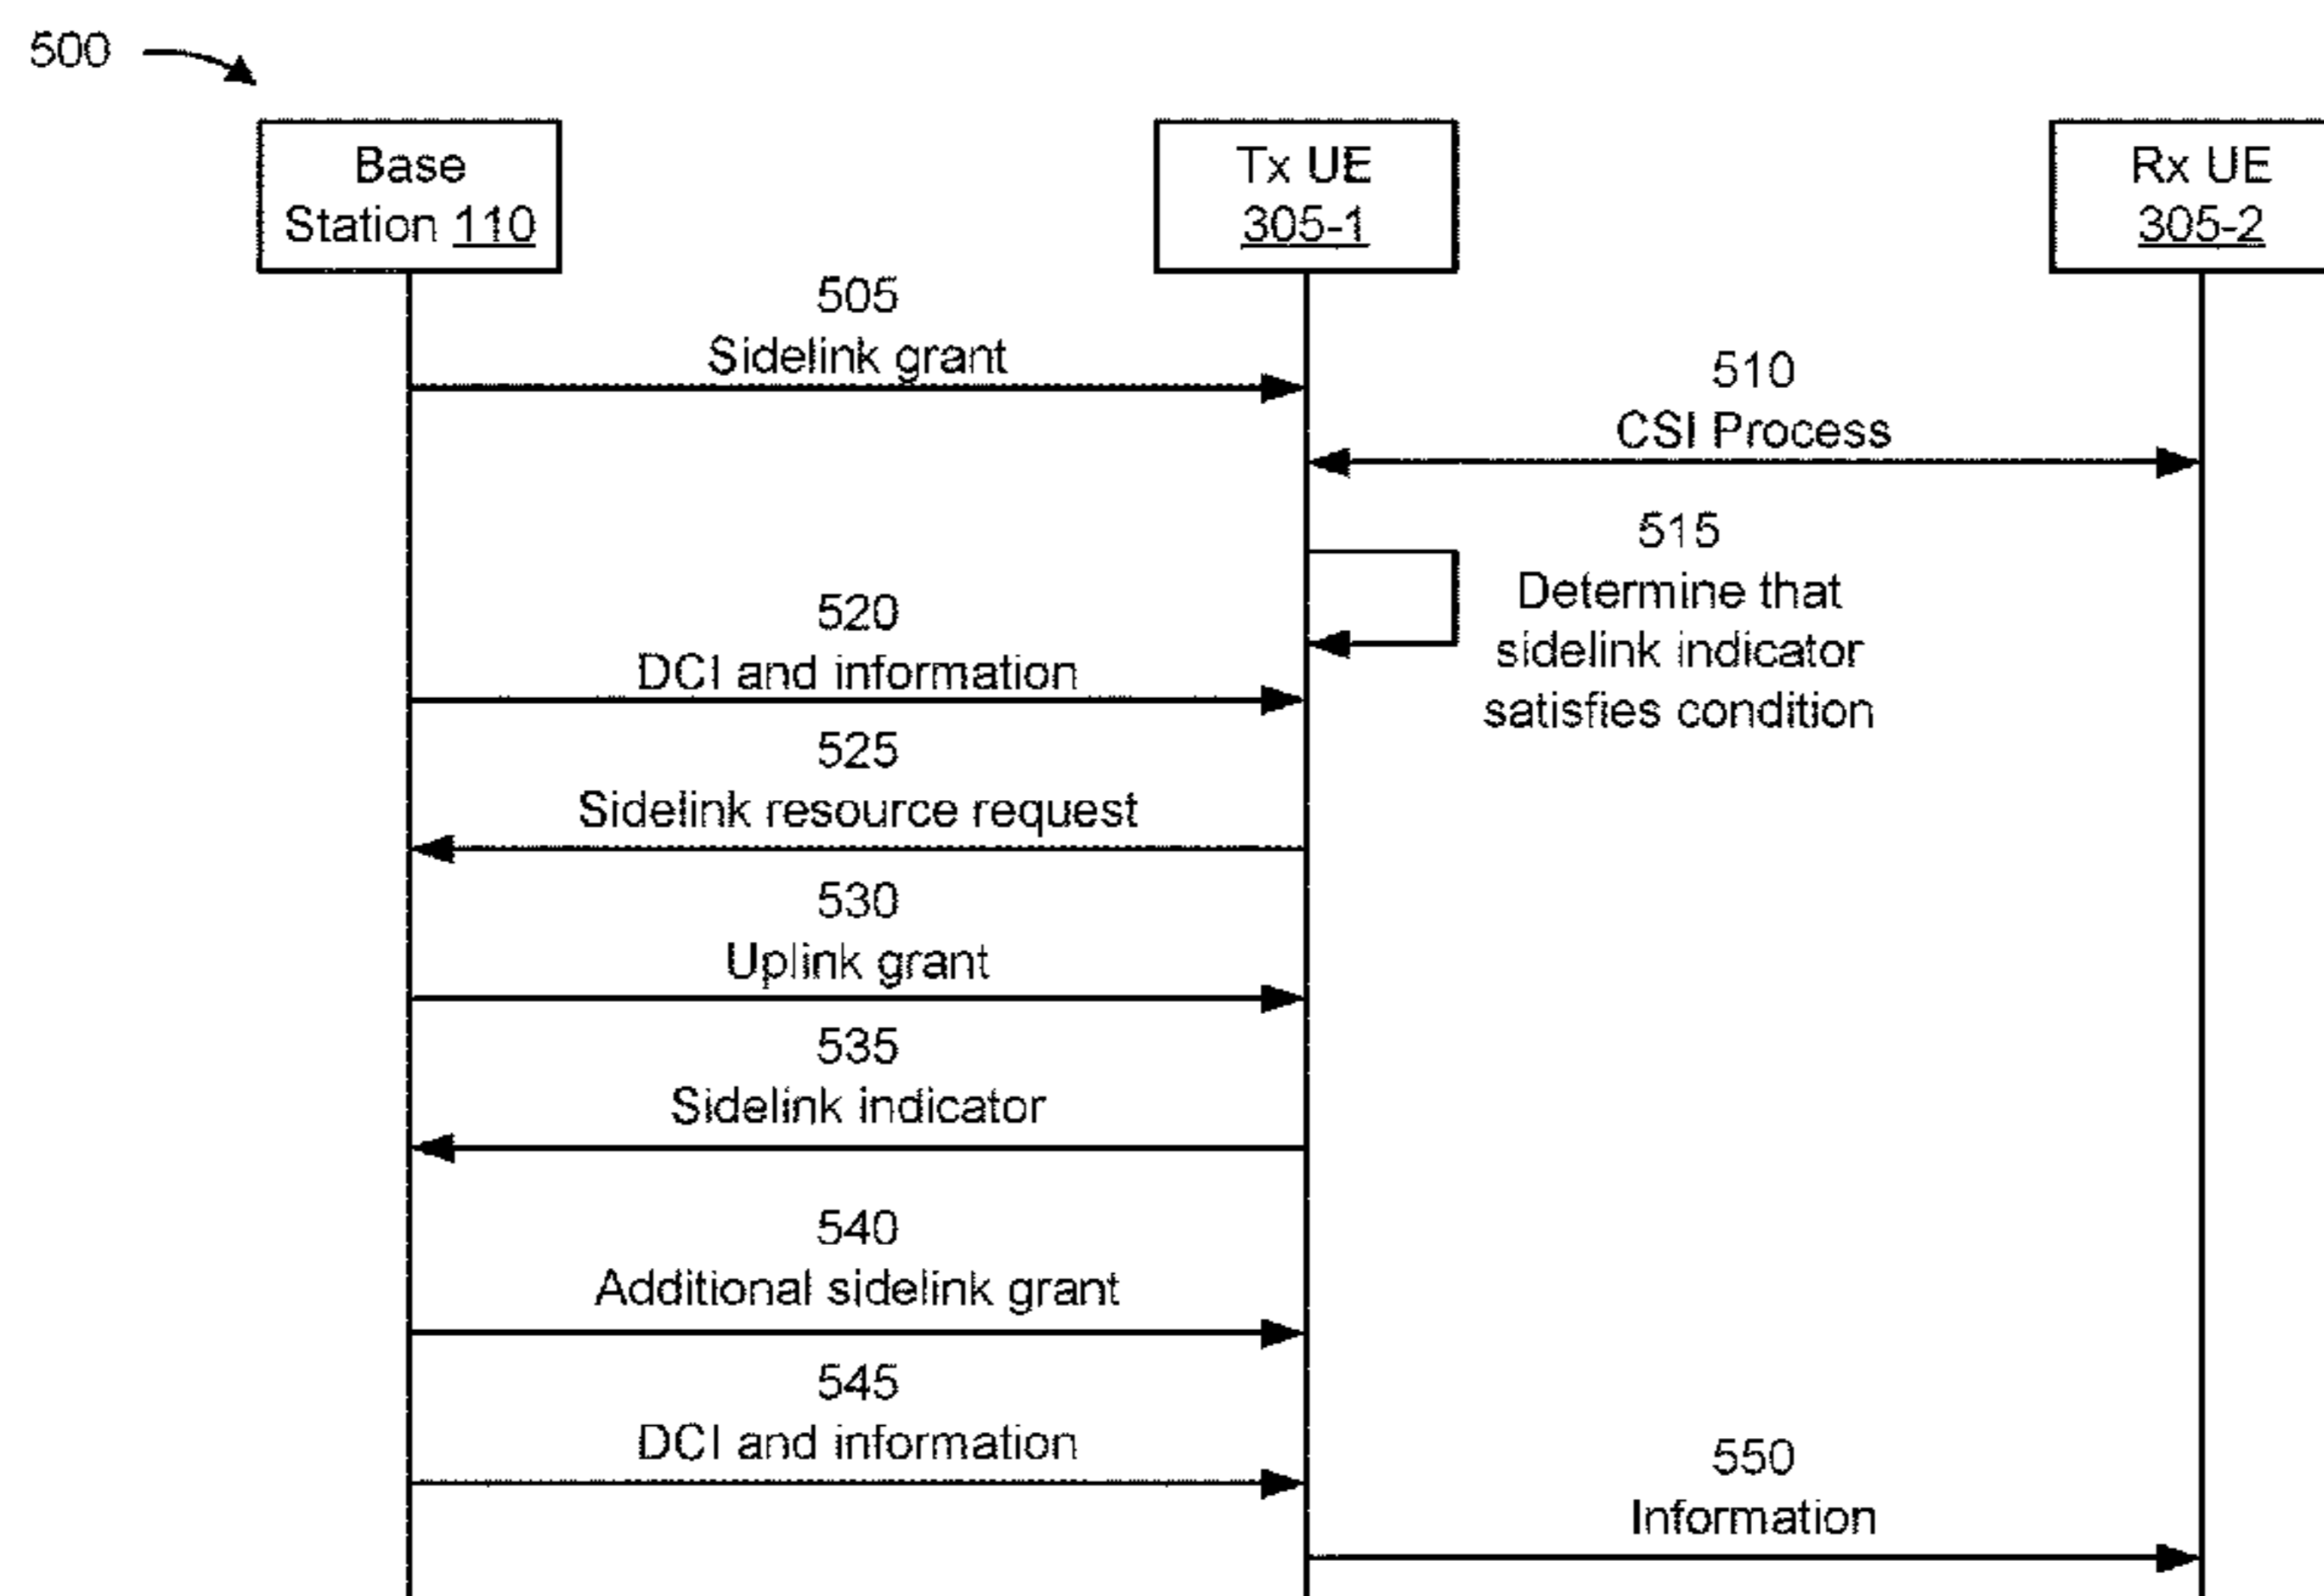 500
Base
Station 110
Tx UE
305-1
Rx UE
305-2
505
Sidelink grant
510
CSI Process
515
Determine that
sidelink indicator
satisfies condition
520
DCI and information
525
Sidelink resource request
530
Uplink grant
535
Sidelink indicator
540
Additional sidelink grant
545
DCI and information
550
Information